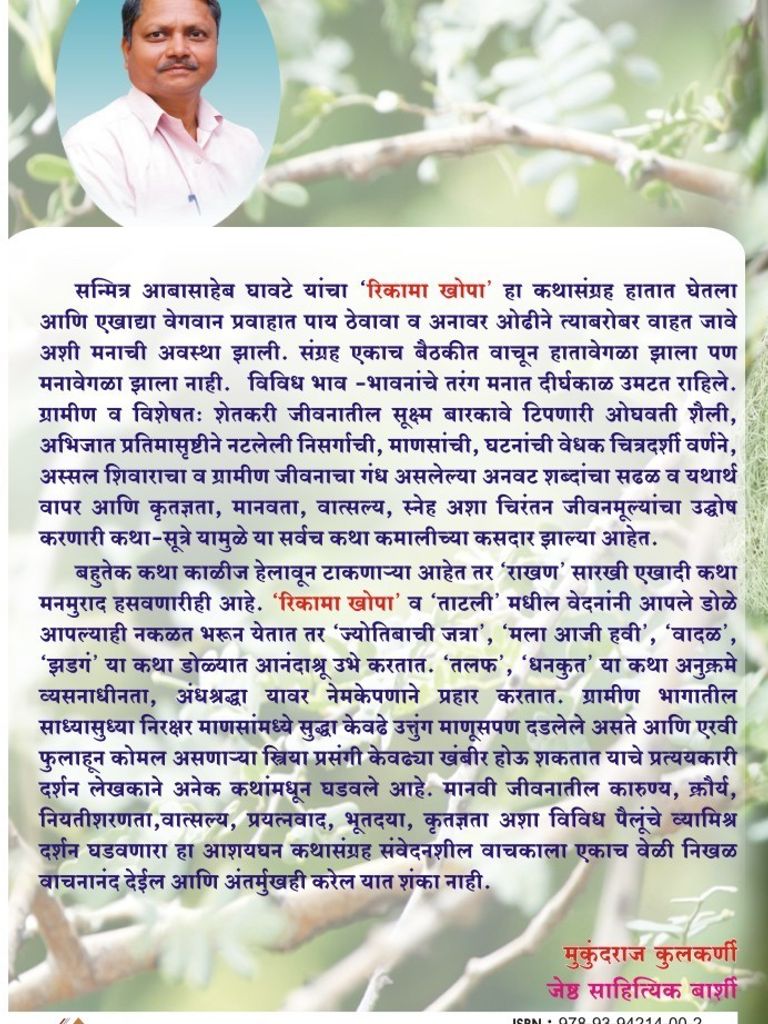 सन्मित्र आबासाहेब घावटे यांचा ‘रिकामा खोपा’ हा कथासंग्रह हातात घेतला
आणि एखाद्या वेगवान प्रवाहात पाय ठेवावा व अनावर ओढीने त्याबरोबर वाहत जावे
अशी मनाची अवस्था झाली. संग्रह एकाच बैठकीत वाचून हातावेगळा झाला पण
मनावेगळा झाला नाही. विविध भाव -भावनांचे तरंग मनात दीर्घकाळ उमटत राहिले.
ग्रामीण व विशेषतः शेतकरी जीवनातील सूक्ष्म बारकावे टिपणारी ओघवती शैली,
अभिजात प्रतिमासृष्टीने नटलेली निसर्गाची, माणसांची, घटनांची वेधक चित्रदर्शी वर्णने,
अस्सल शिवाराचा व ग्रामीण जीवनाचा गंध असलेल्या अनवट शब्दांचा सढळ व यथार्थ
वापर आणि कृतज्ञता, मानवता, वात्सल्य, स्नेह अशा चिरंतन जीवनमूल्यांचा उद्घोष
करणारी कथा-सूत्रे यामुळे या सर्वच कथा कमालीच्या कसदार झाल्या आहेत.
बहुतेक कथा काळीज हेलावून टाकणाऱ्या आहेत तर ‘राखण’ सारखी एखादी कथा
मनमुराद हसवणारीही आहे. ‘रिकामा खोपा’ व ‘ताटली’ मधील वेदनांनी आपले डोळे
आपल्याही नकळत भरून येतात तर ‘ज्योतिबाची जत्रा’, ‘मला आजी हवी’, ‘वादळ’,
‘झडगं’ या कथा डोळ्यात आनंदाश्रू उभे करतात. ‘तलफ’, ‘धनकुत’ या कथा अनुक्रमे
व्यसनाधीनता, अंधश्रद्धा यावर नेमकेपणाने प्रहार करतात. ग्रामीण भागातील
साध्यासुध्या निरक्षर माणसांमध्ये सुद्धा केवढे उत्तुंग माणूसपण दडलेले असते आणि एरवी
फुलाहून कोमल असणाऱ्या स्त्रिया प्रसंगी केवढ्या खंबीर होऊ शकतात याचे प्रत्ययकारी
दर्शन लेखकाने अनेक कथांमधून घडवले आहे. मानवी जीवनातील कारुण्य, क्रौर्य,
नियतीशरणता,वात्सल्य, प्रयत्नवाद, भूतदया, कृतज्ञता अशा विविध पैलूंचे व्यामिश्र
दर्शन घडवणारा हा आशयघन कथासंग्रह संवेदनशील वाचकाला एकाच वेळी निखळ
वाचनानंद देईल आणि अंतर्मुखही करेल यात शंका नाही.
मुकुंदराज कुलकर्णी
जेष्ठ साहित्यिक बार्शी
ISBN : 978-93-94214-00-2